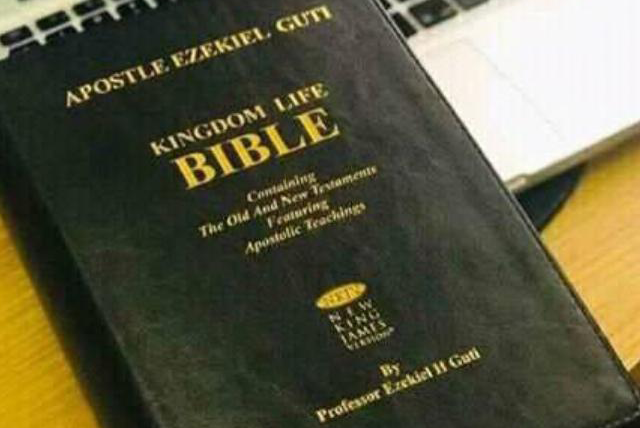 APOSTLE EZEKIEL GUTI
KINGDOM LIFE
BIBLE
Containing
The Old And New Testaments
Featuring
Apostolic Teachings
NKJV
NEW
KING
JAMES
VERSION
By
Professor Ezekiel H Guti